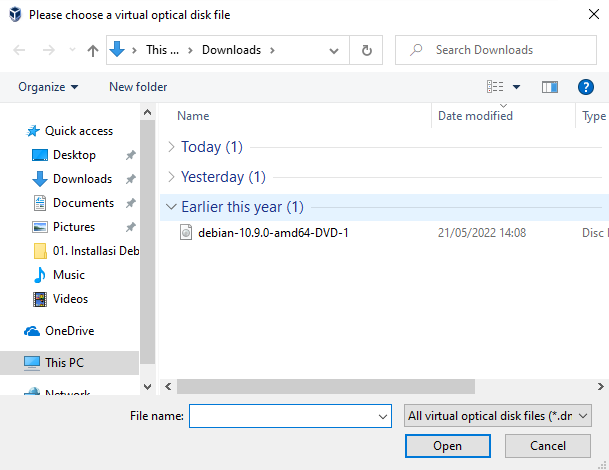 Please choose a virtual optical disk file
This ... > Downloads >
Search Downloads
Organize
New folder
Name
Date modified
Type
Quick access
Desktop
Downloads
Documents
Pictures
01. Installasi Deb
Music
Videos
OneDrive
This PC
Network
Today (1)
Yesterday (1)
Earlier this year (1)
debian-10.9.0-amd64-DVD-1
21/05/2022 14:08
Disc
File name:
All virtual optical disk files (*.dm
Open
Cancel